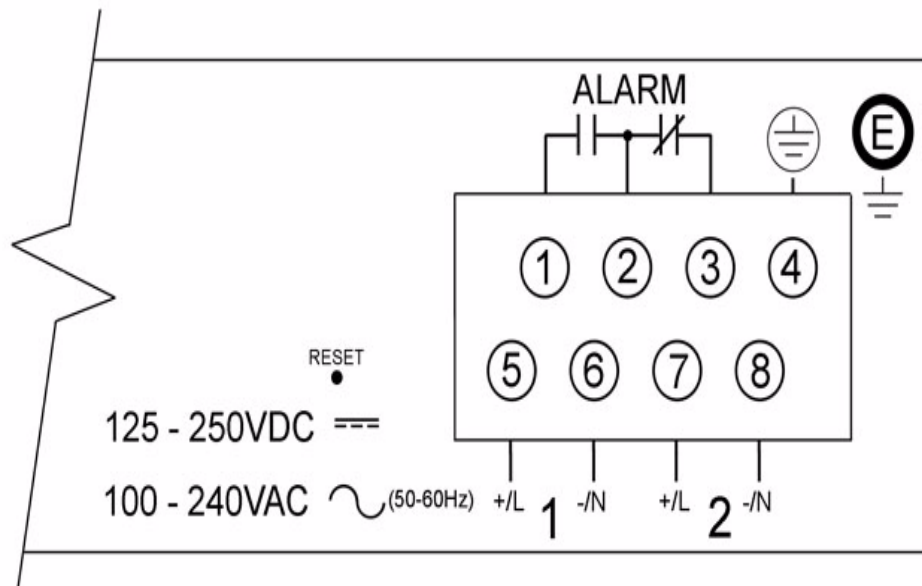 ALARM
E
1 2 3 4
5 6 7 8
RESET
125 - 250VDC
100 - 240VAC (50-60Hz)
+/L 1 -/N +/L 2 -/N